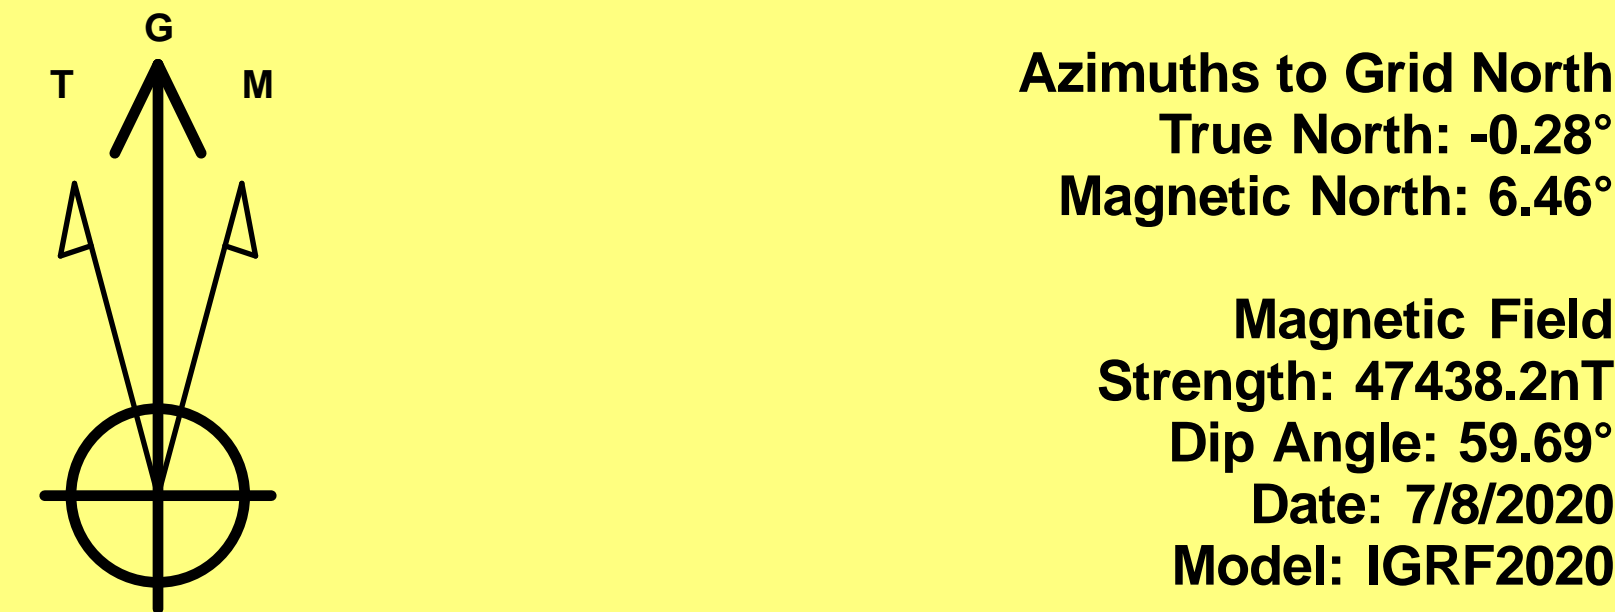 G
T M
Azimuths to Grid North
True North: -0.28°
Magnetic North: 6.46°
Magnetic Field
Strength: 47438.2nT
Dip Angle: 59.69°
Date: 7/8/2020
Model: IGRF2020